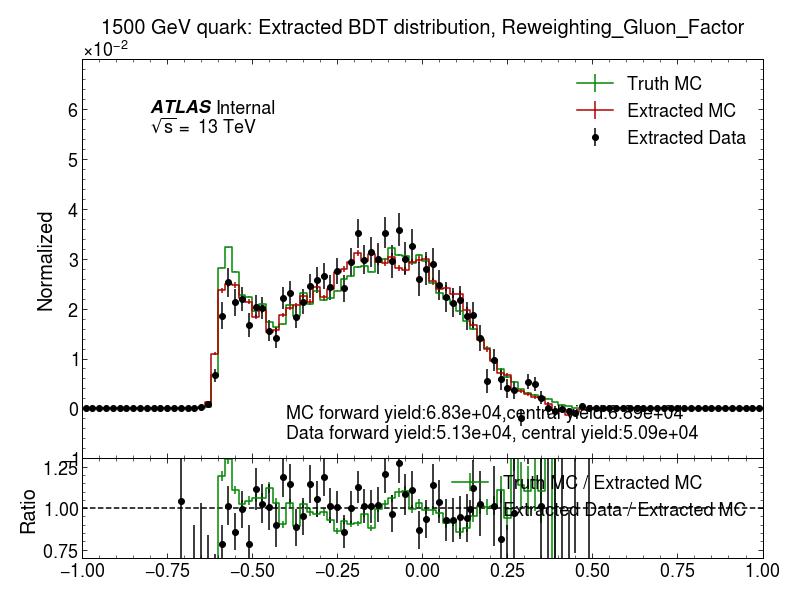 1500 GeV quark: Extracted BDT distribution, Reweighting_Gluon_Factor
×10⁻²
ATLAS Internal
√s = 13 TeV
Truth MC
Extracted MC
Extracted Data
Normalized
6
5
4
3
2
1
0
1
MC forward yield:6.83e+04,central yield:6.89e+04
Data forward yield:5.13e+04, central yield:5.09e+04
Ratio
1.25
1.00
0.75
Truth MC / Extracted MC
Extracted Data / Extracted MC
−1.00 −0.75 −0.50 −0.25 0.00 0.25 0.50 0.75 1.00